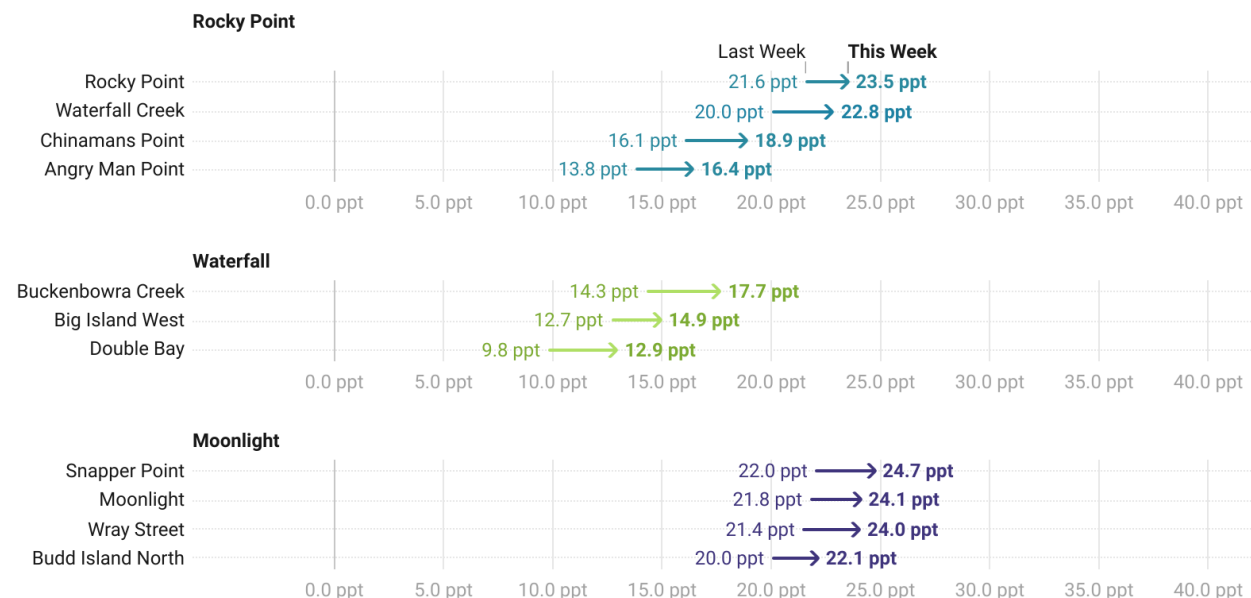 Rocky Point
Last Week This Week
Rocky Point 21.6 ppt 23.5 ppt
Waterfall Creek 20.0 ppt 22.8 ppt
Chinamans Point 16.1 ppt 18.9 ppt
Angry Man Point 13.8 ppt 16.4 ppt
0.0 ppt 5.0 ppt 10.0 ppt 15.0 ppt 20.0 ppt 25.0 ppt 30.0 ppt 35.0 ppt 40.0 ppt
Waterfall
Buckenbowra Creek 14.3 ppt 17.7 ppt
Big Island West 12.7 ppt 14.9 ppt
Double Bay 9.8 ppt 12.9 ppt
0.0 ppt 5.0 ppt 10.0 ppt 15.0 ppt 20.0 ppt 25.0 ppt 30.0 ppt 35.0 ppt 40.0 ppt
Moonlight
Snapper Point 22.0 ppt 24.7 ppt
Moonlight 21.8 ppt 24.1 ppt
Wray Street 21.4 ppt 24.0 ppt
Budd Island North 20.0 ppt 22.1 ppt
0.0 ppt 5.0 ppt 10.0 ppt 15.0 ppt 20.0 ppt 25.0 ppt 30.0 ppt 35.0 ppt 40.0 ppt